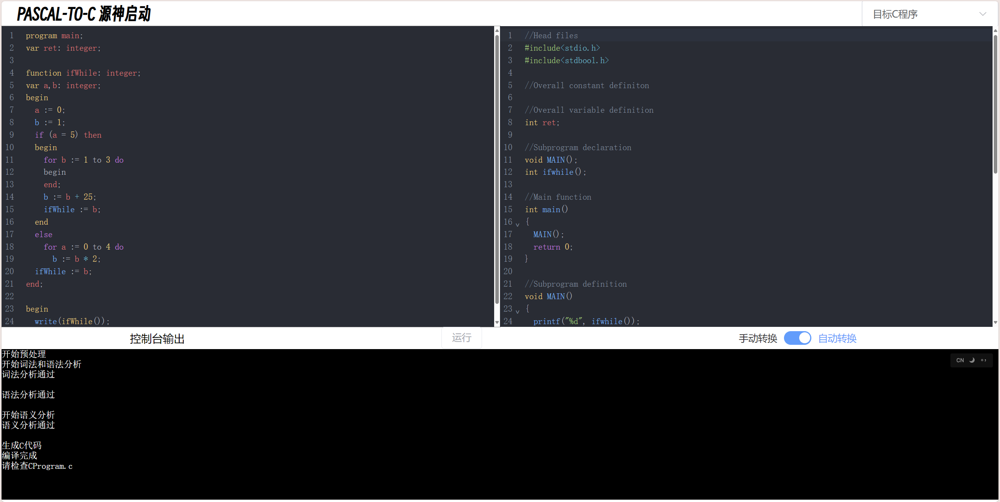 PASCAL-TO-C 源神启动
目标C程序
1 program main;
2 var ret: integer;
3
4 function ifWhile: integer;
5 var a,b: integer;
6 begin
7 a := 0;
8 b := 1;
9 if (a = 5) then
10 begin
11 for b := 1 to 3 do
12 begin
13 end;
14 b := b + 25;
15 ifWhile := b;
16 end
17 else
18 for a := 0 to 4 do
19 b := b * 2;
20 ifWhile := b;
21 end;
22
23 begin
24 write(ifWhile());
1 //Head files
2 #include<stdio.h>
3 #include<stdbool.h>
4
5 //Overall constant definiton
6
7 //Overall variable definition
8 int ret;
9
10 //Subprogram declaration
11 void MAIN();
12 int ifwhile();
13
14 //Main function
15 int main()
16 {
17 MAIN();
18 return 0;
19 }
20
21 //Subprogram definition
22 void MAIN()
23 {
24 printf("%d", ifwhile());
控制台输出
运行
手动转换 自动转换
开始预处理
开始词法和语法分析
词法分析通过
语法分析通过
开始语义分析
语义分析通过
生成C代码
编译完成
请检查CProgram.c
CN